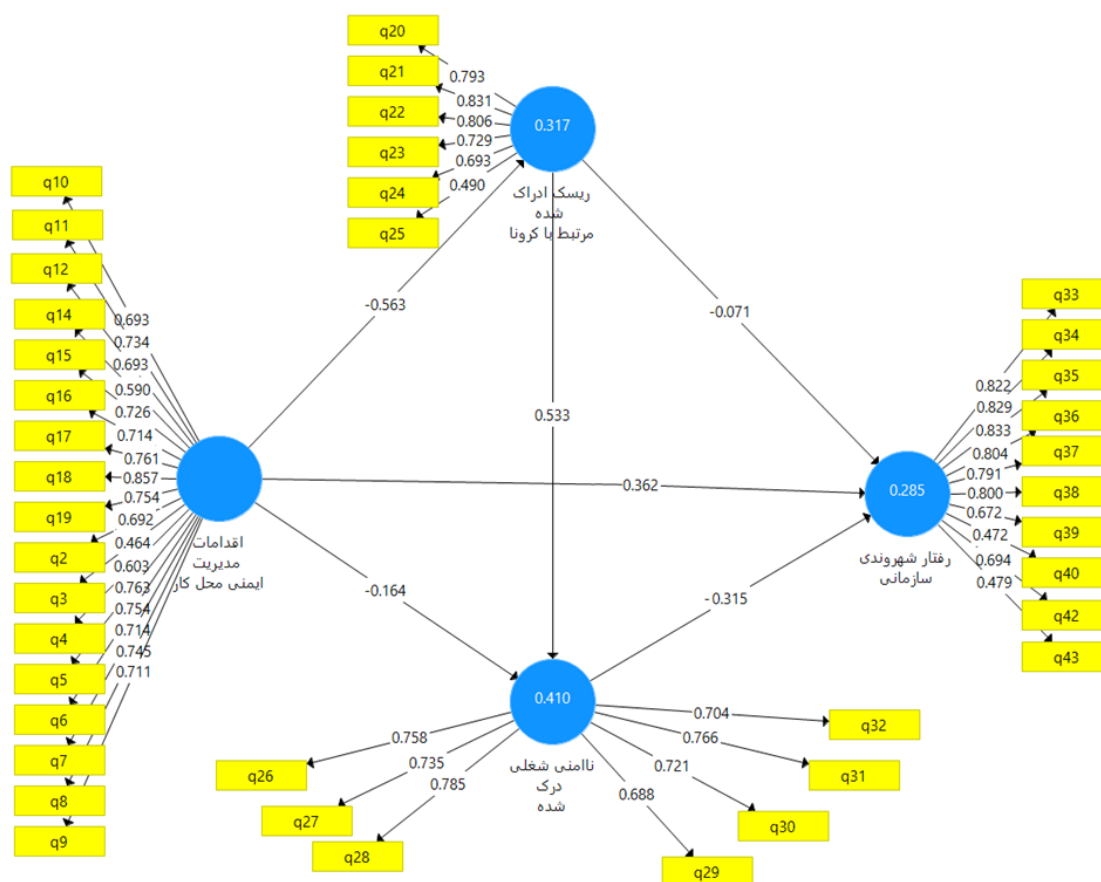 q20
q21
q22
q23
q24
q25
0.793
0.831
0.806
0.729
0.693
0.490
0.317
ریسک ادراک
شده
مرتبط با کرونا
q10
q11
q12
q14
q15
q16
q17
q18
q19
q2
q3
q4
q5
q6
q7
q8
q9
0.693
0.734
0.693
0.590
0.726
0.714
0.761
0.857
0.754
0.692
0.464
0.603
0.763
0.754
0.714
0.745
0.711
اقدامات
مدیریت
ایمنی محل کار
-0.563
-0.071
0.533
0.362
-0.164
-0.315
0.285
رفتار شهروندی
سازمانی
0.822
0.829
0.833
0.804
0.791
0.800
0.672
0.472
0.694
0.479
q33
q34
q35
q36
q37
q38
q39
q40
q42
q43
0.410
ناامنی شغلی
درک
شده
0.758
0.735
0.785
0.688
0.721
0.766
0.704
q26
q27
q28
q29
q30
q31
q32